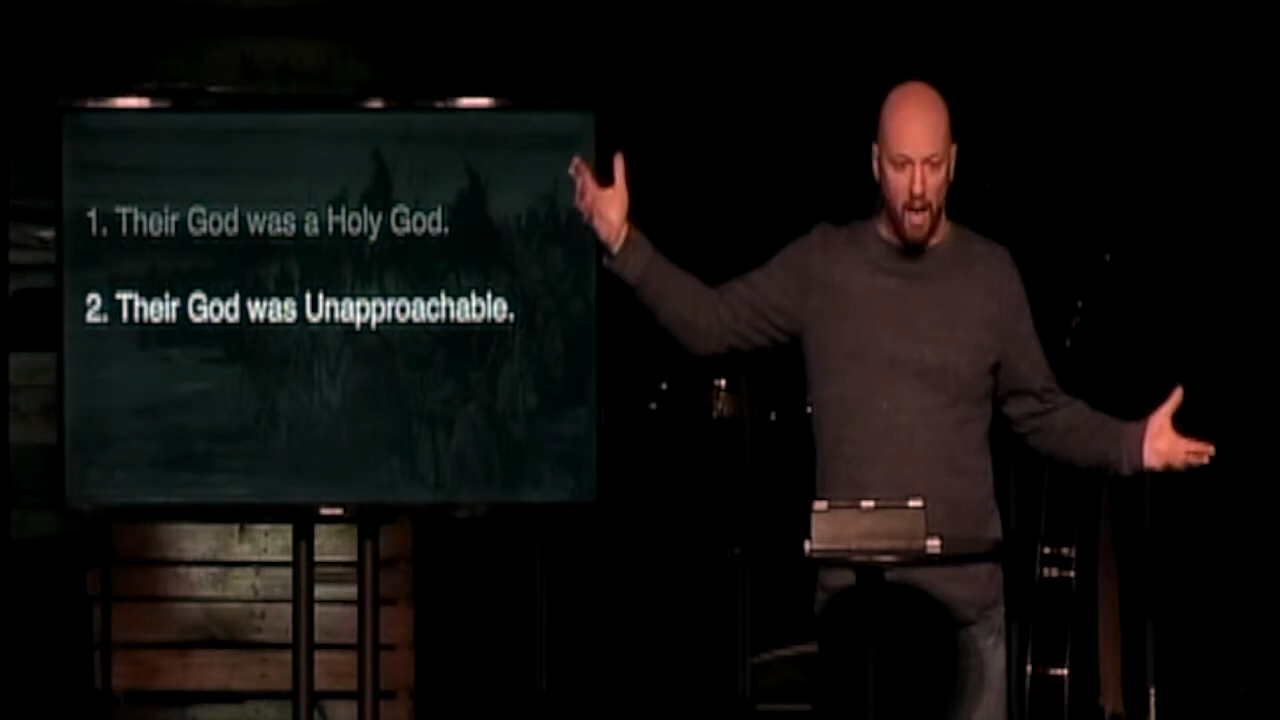 1. Their God was a Holy God.
2. Their God was Unapproachable.